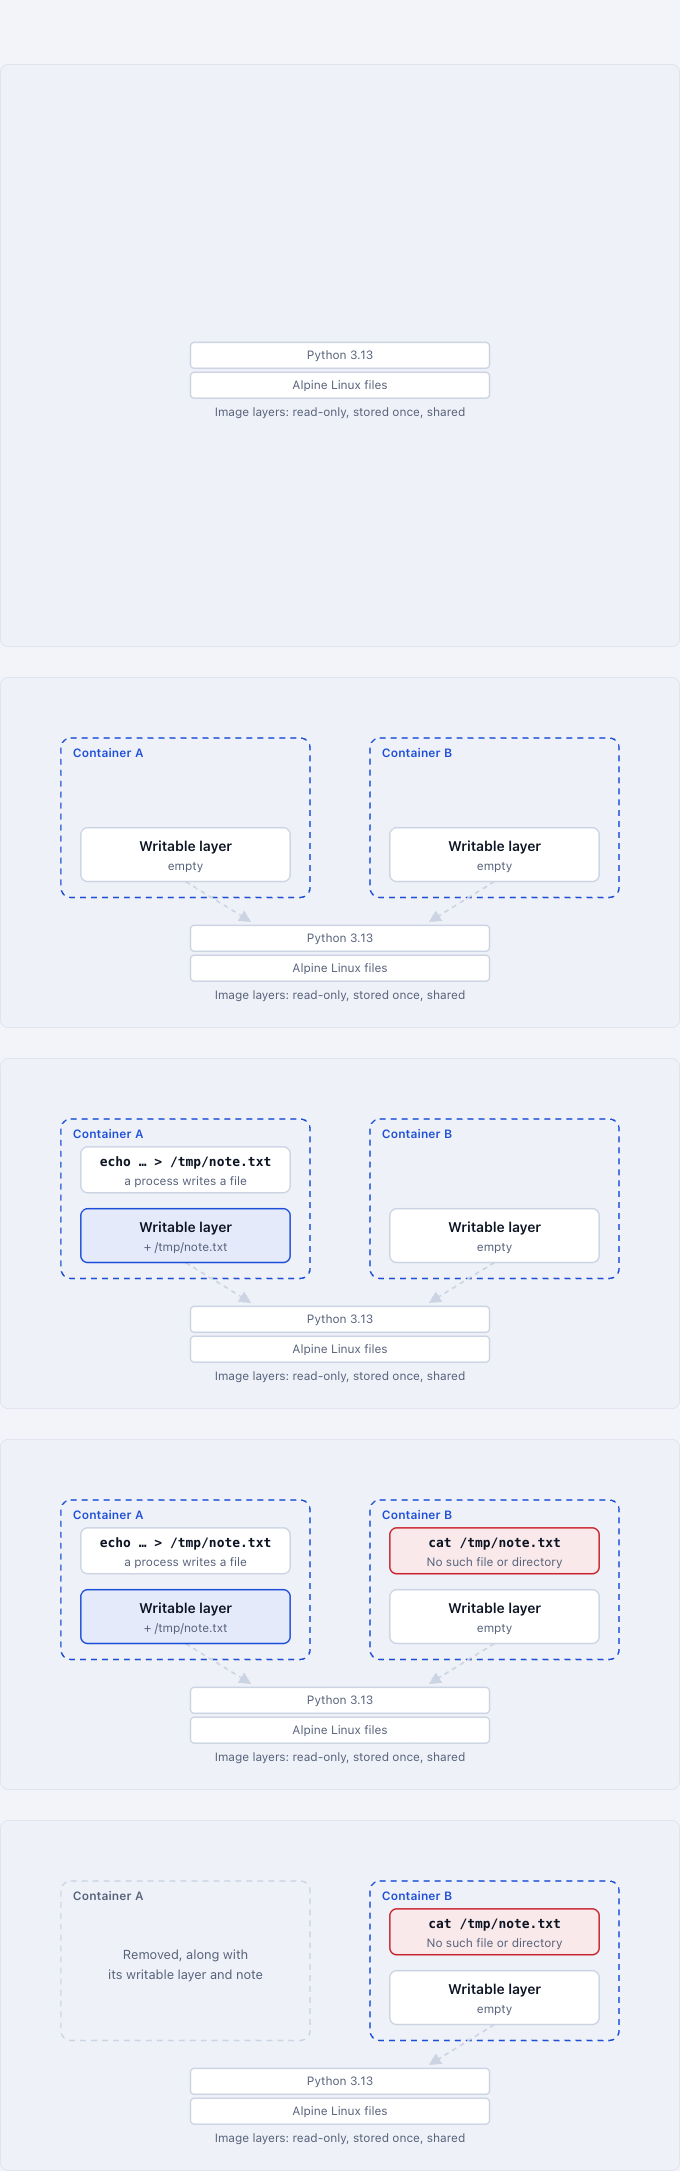 Python 3.13
Alpine Linux files
Image layers: read-only, stored once, shared
Container A
Writable layer
empty
Container B
Writable layer
empty
Python 3.13
Alpine Linux files
Image layers: read-only, stored once, shared
Container A
echo … > /tmp/note.txt
a process writes a file
Writable layer
+ /tmp/note.txt
Container B
Writable layer
empty
Python 3.13
Alpine Linux files
Image layers: read-only, stored once, shared
Container A
echo … > /tmp/note.txt
a process writes a file
Writable layer
+ /tmp/note.txt
Container B
cat /tmp/note.txt
No such file or directory
Writable layer
empty
Python 3.13
Alpine Linux files
Image layers: read-only, stored once, shared
Container A
Removed, along with
its writable layer and note
Container B
cat /tmp/note.txt
No such file or directory
Writable layer
empty
Python 3.13
Alpine Linux files
Image layers: read-only, stored once, shared